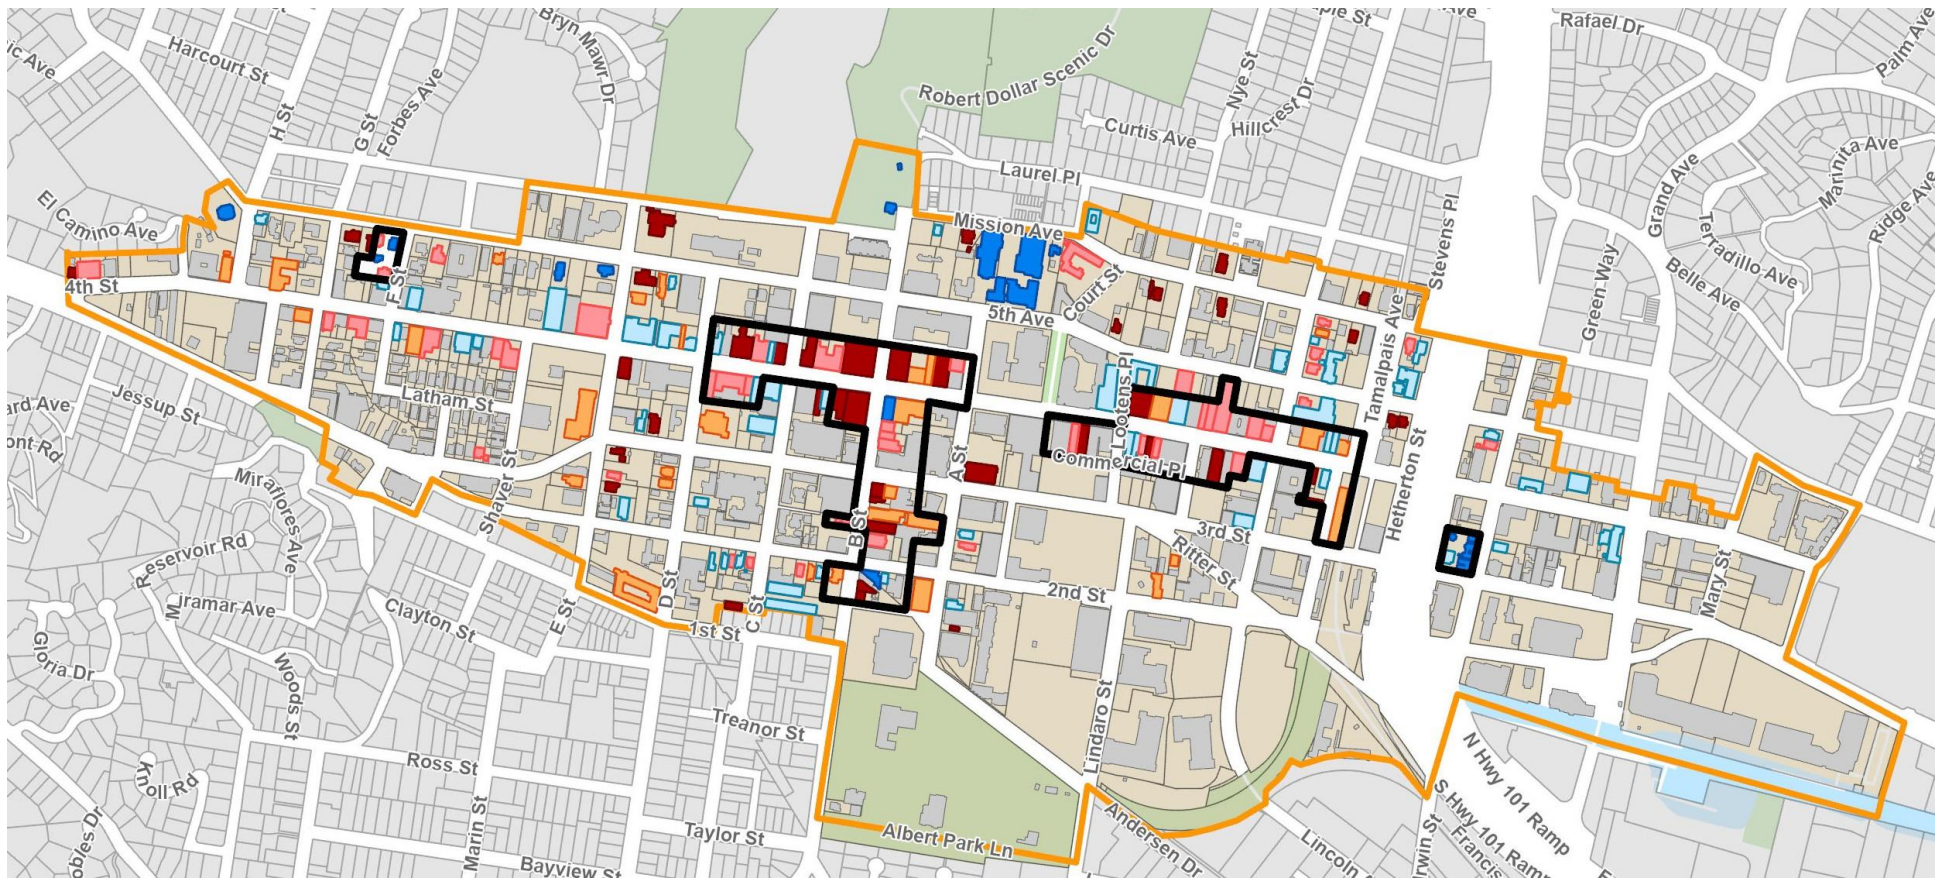 Bryn Mawr Dr
Harcourt St
H St
G St
Forbes Ave
El Camino Ave
4th St
F St
Robert Dollar Scenic Dr
Nye St
Hillcrest Dr
Curtis Ave
Laurel Pl
Mission Ave
Court St
5th Ave
Stevens Pl
Rafael Dr
Palm Ave
Grand Ave
Marinita Ave
Ridge Ave
Terradillo Ave
Belle Ave
Green Way
Tamalpais Ave
Lootens Pl
Commercial Pl
Hetherton St
A St
B St
3rd St
Ritter St
2nd St
Mary St
Jessup St
Latham St
Shaver St
Miraflores Ave
Reservoir Rd
Miramar Ave
Clayton St
E St
D St
C St
1st St
Gloria Dr
Woods St
Knoll Rd
Ross St
Marin St
Treanor St
Taylor St
Bayview St
Albert Park Ln
Lindaro St
Andersen Dr
N Hwy 101 Ramp
S Hwy 101 Ramp